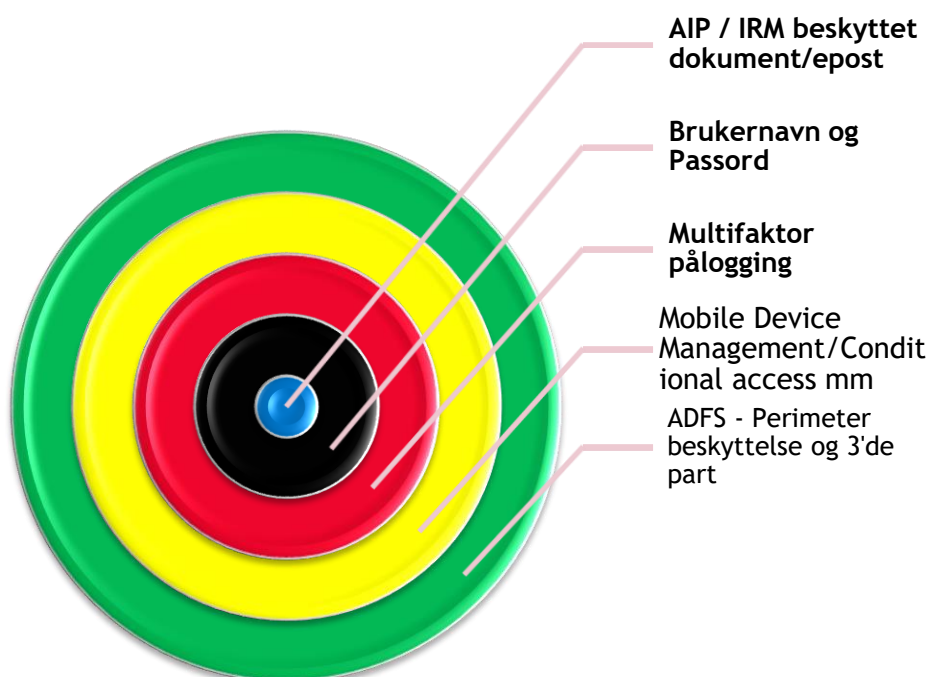 AIP / IRM beskyttet
dokument/epost
Brukernavn og
Passord
Multifaktor
pålogging
Mobile Device
Management/Condit
ional access mm
ADFS - Perimeter
beskyttelse og 3'de
part